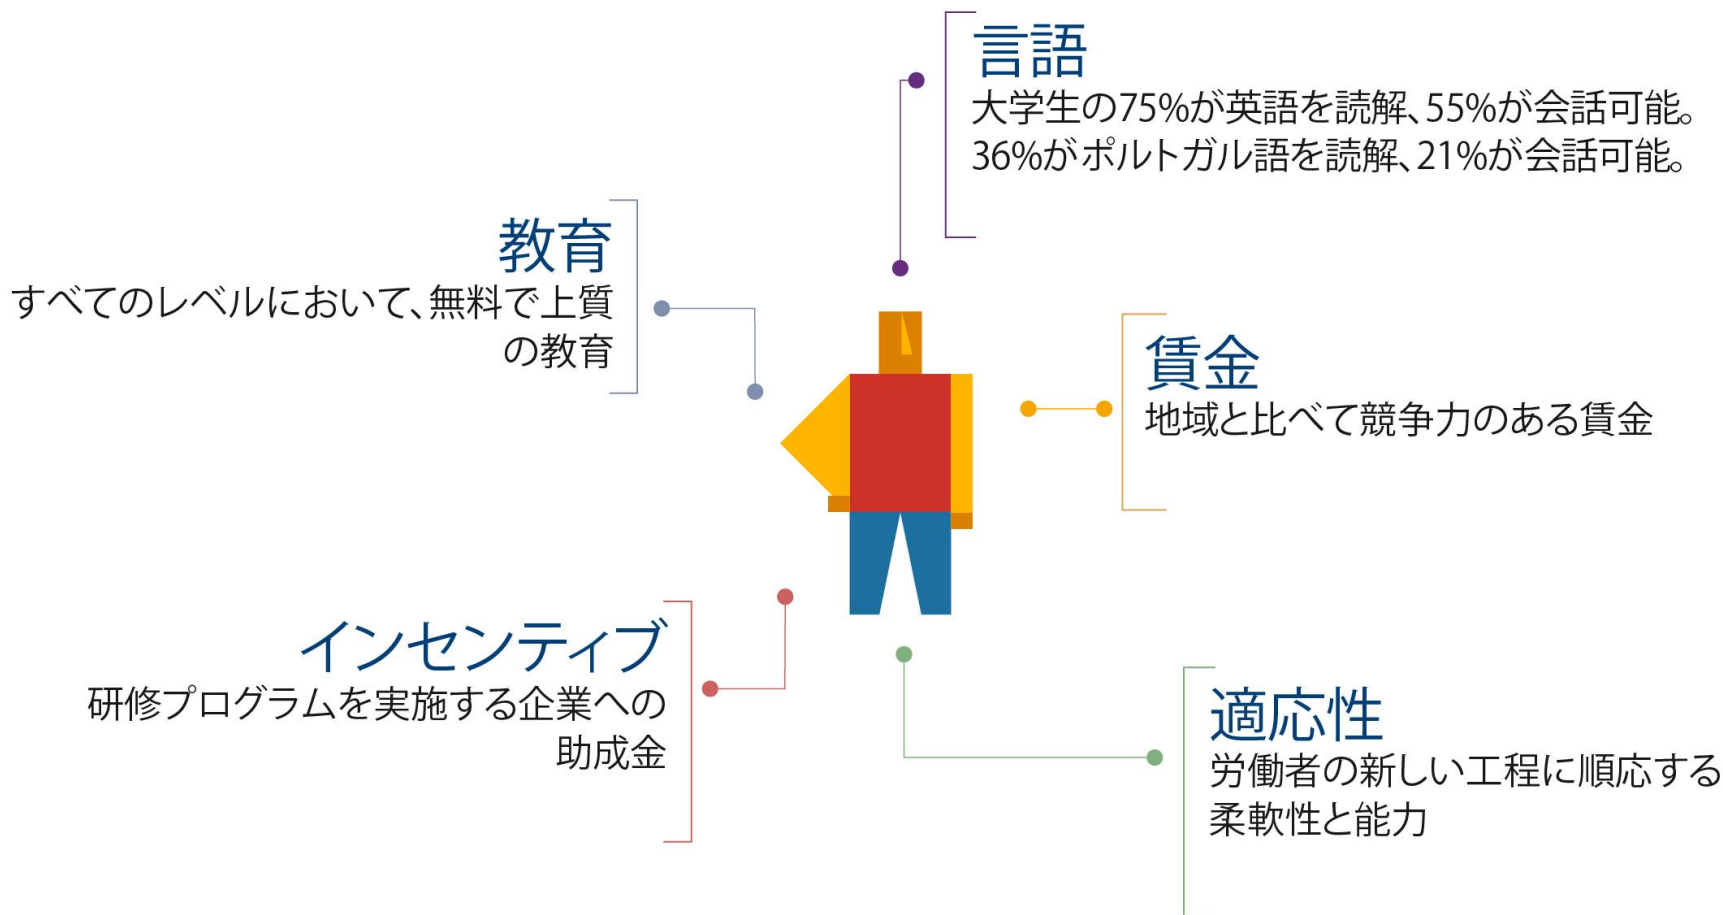 言語
大学生の75%が英語を読解、55%が会話可能。
36%がポルトガル語を読解、21%が会話可能。
教育
すべてのレベルにおいて、無料で上質
の教育
賃金
地域と比べて競争力のある賃金
インセンティブ
研修プログラムを実施する企業への
助成金
適応性
労働者の新しい工程に順応する
柔軟性と能力